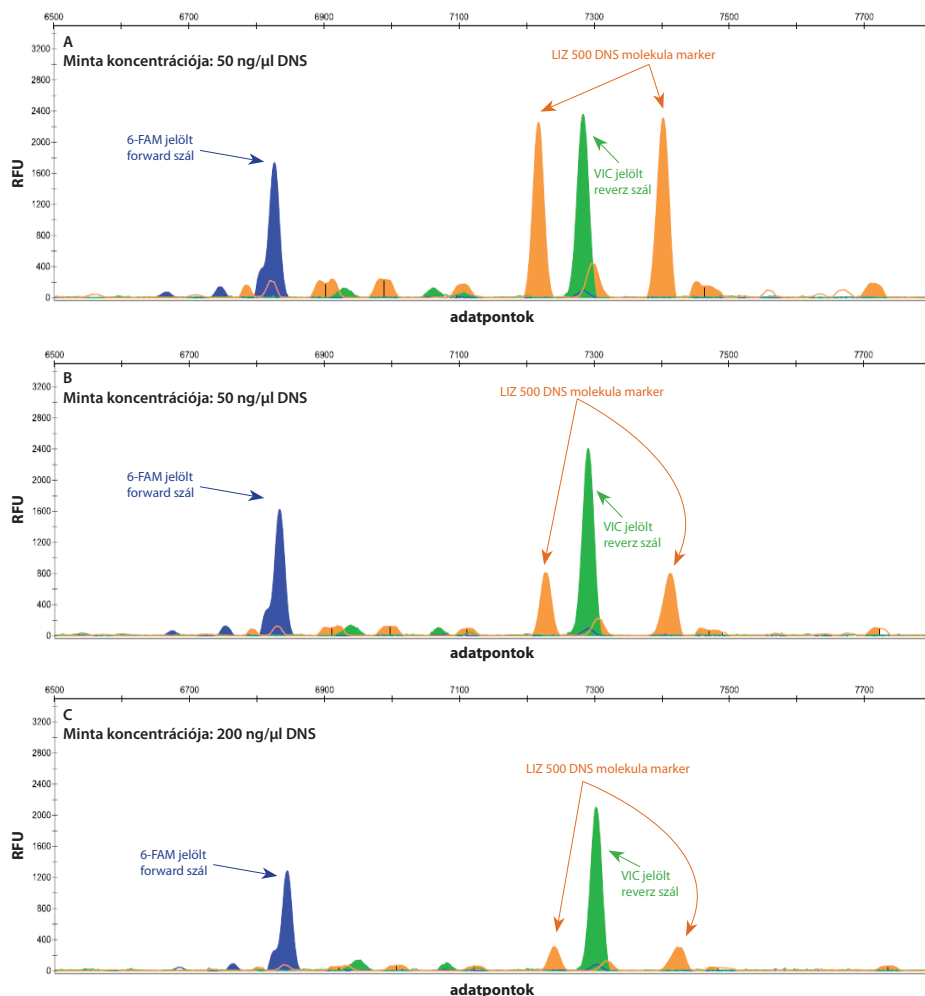 6500 6700 6900 7100 7300 7500 7700
A
Minta koncentrációja: 50 ng/µl DNS
LIZ 500 DNS molekula marker
6-FAM jelölt
forward szál
VIC jelölt
reverz szál
RFU
3200
2800
2400
2000
1600
1200
800
400
0
adatpontok
6500 6700 6900 7100 7300 7500 7700
B
Minta koncentrációja: 50 ng/µl DNS
LIZ 500 DNS molekula marker
6-FAM jelölt
forward szál
VIC jelölt
reverz szál
RFU
3200
2800
2400
2000
1600
1200
800
400
0
adatpontok
6500 6700 6900 7100 7300 7500 7700
C
Minta koncentrációja: 200 ng/µl DNS
LIZ 500 DNS molekula marker
6-FAM jelölt
forward szál
VIC jelölt
reverz szál
RFU
3200
2800
2400
2000
1600
1200
800
400
0
adatpontok